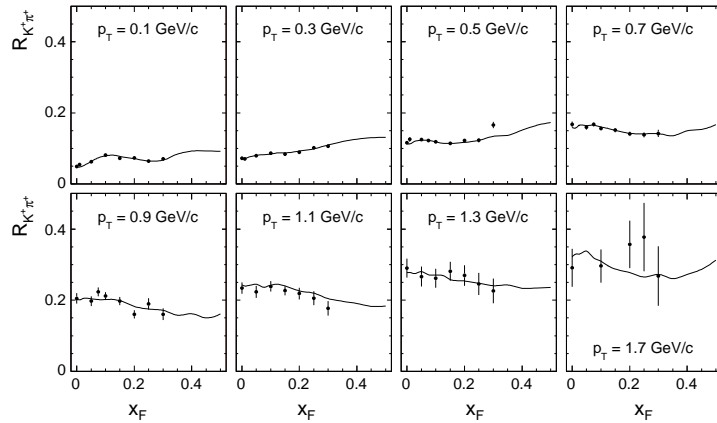 R_{K⁺π⁺}
p_T = 0.1 GeV/c
p_T = 0.3 GeV/c
p_T = 0.5 GeV/c
p_T = 0.7 GeV/c
0.4
0.2
0
R_{K⁺π⁺}
p_T = 0.9 GeV/c
p_T = 1.1 GeV/c
p_T = 1.3 GeV/c
p_T = 1.7 GeV/c
0.4
0.2
0
0 0.2 0.4
0 0.2 0.4
0 0.2 0.4
0 0.2 0.4
x_F
x_F
x_F
x_F